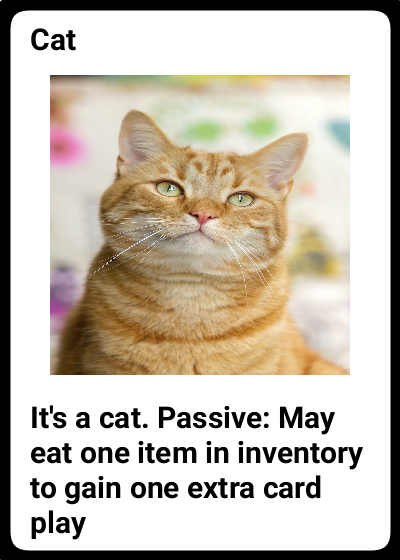 Cat
It's a cat. Passive: May
eat one item in inventory
to gain one extra card
play